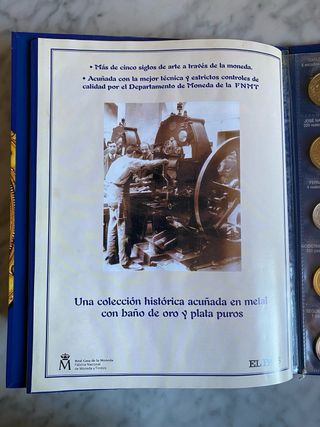 • Más de cinco siglos de arte a través de la moneda.
• Acuñada con la mejor técnica y estrictos controles de
calidad por el Departamento de Moneda de la FNMT
Una colección histórica acuñada en metal
con baño de oro y plata puros
M
Real Casa de la Moneda
Fábrica Nacional
de Moneda y Timbre
EL PAIS